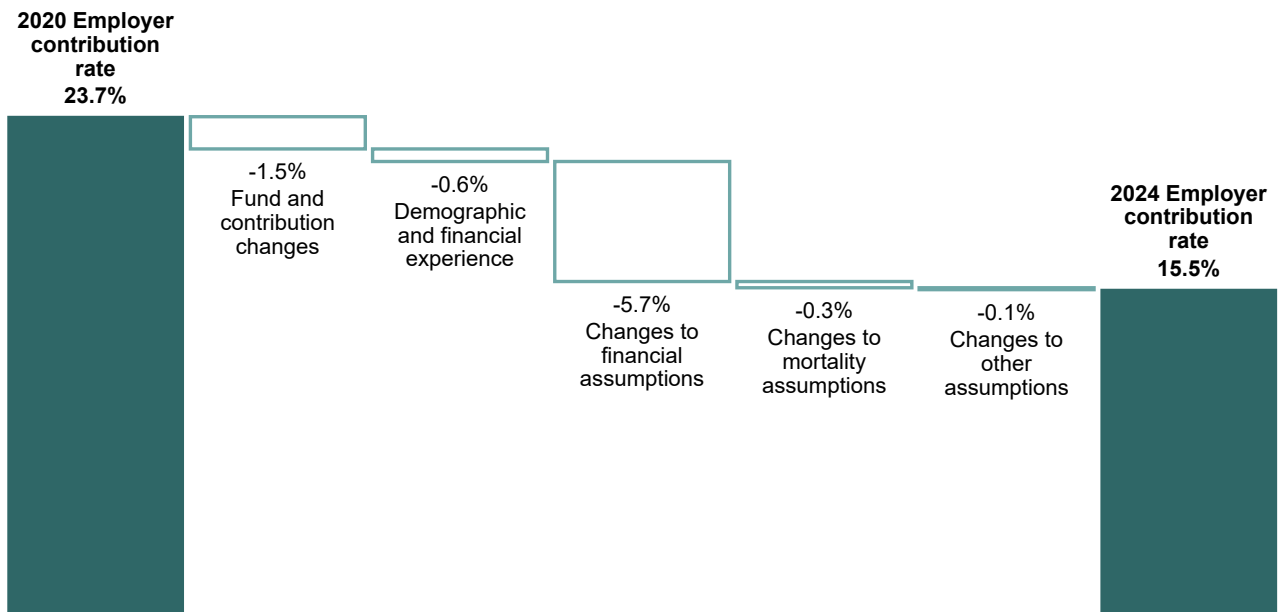 2020 Employer
contribution
rate
23.7%
-1.5%
Fund and
contribution
changes
-0.6%
Demographic
and financial
experience
-5.7%
Changes to
financial
assumptions
-0.3%
Changes to
mortality
assumptions
-0.1%
Changes to
other
assumptions
2024 Employer
contribution
rate
15.5%